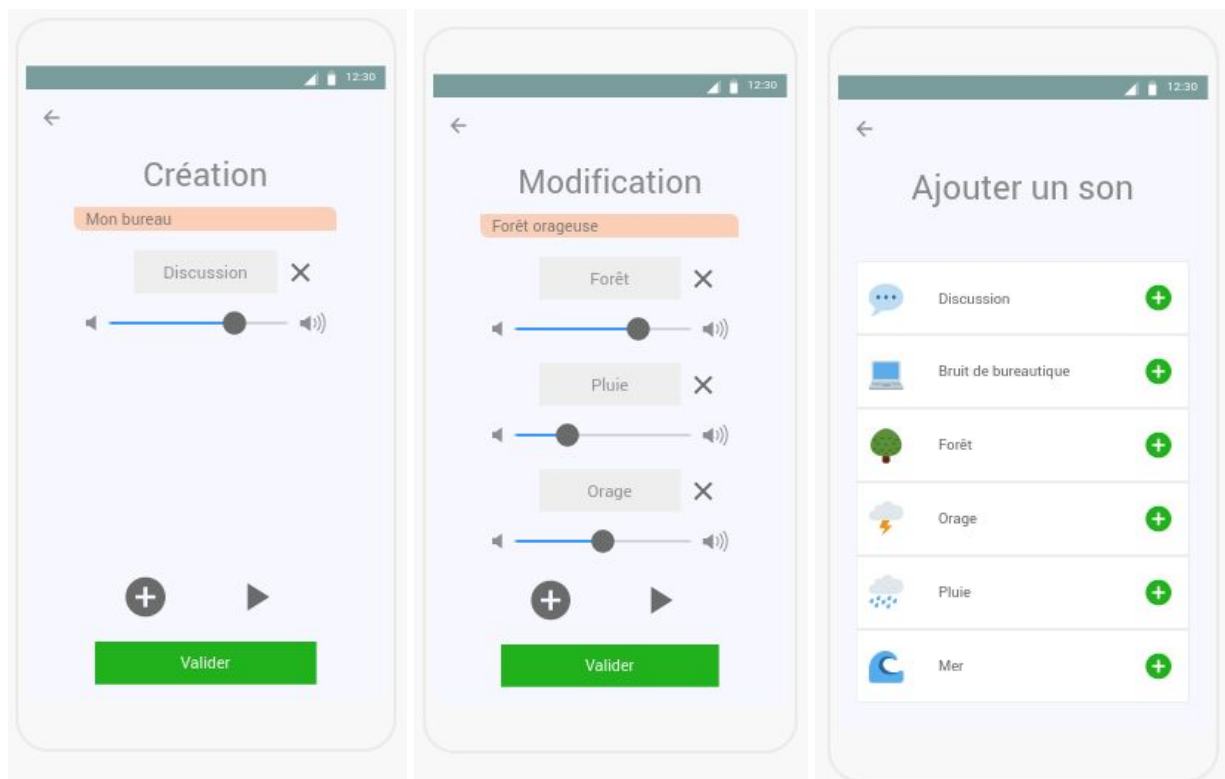 12:30
Création
Mon bureau
Discussion
Valider
12:30
Modification
Forêt orageuse
Forêt
Pluie
Orage
Valider
12:30
Ajouter un son
Discussion
Bruit de bureautique
Forêt
Orage
Pluie
Mer